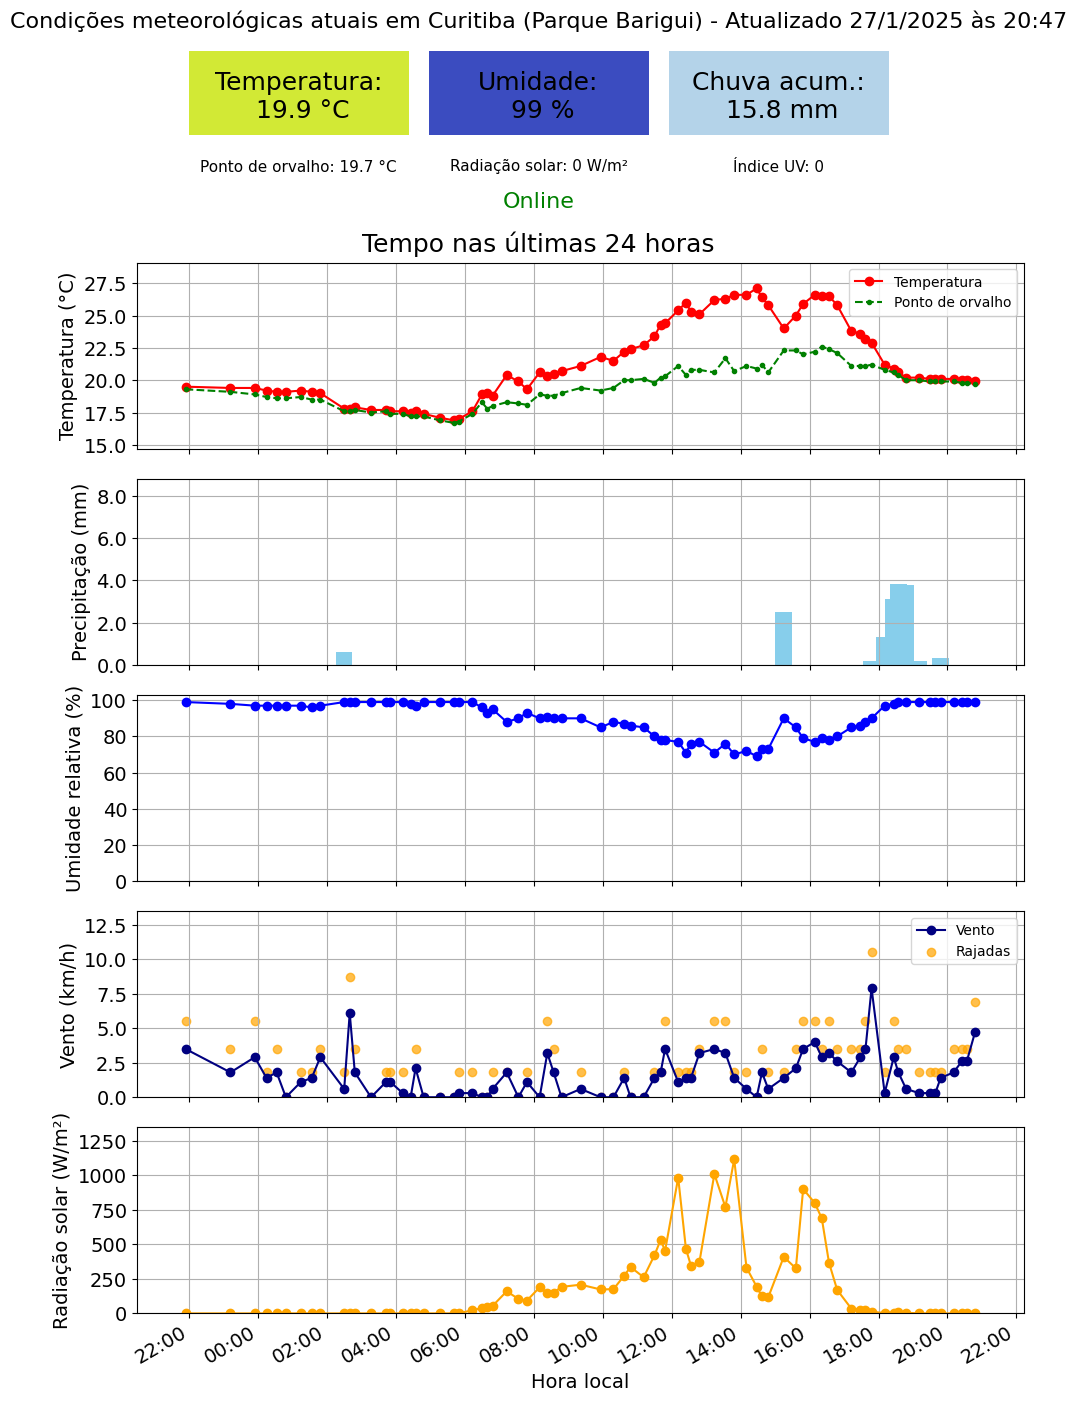 Condições meteorológicas atuais em Curitiba (Parque Barigui) - Atualizado 27/1/2025 às 20:47
Temperatura:
19.9 °C
Umidade:
99 %
Chuva acum.:
15.8 mm
Ponto de orvalho: 19.7 °C
Radiação solar: 0 W/m²
Índice UV: 0
Online
Tempo nas últimas 24 horas
Temperatura (°C)
27.5
25.0
22.5
20.0
17.5
15.0
Temperatura
Ponto de orvalho
Precipitação (mm)
8.0
6.0
4.0
2.0
0.0
Umidade relativa (%)
100
80
60
40
20
0
Vento (km/h)
12.5
10.0
7.5
5.0
2.5
0.0
Vento
Rajadas
Radiação solar (W/m²)
1250
1000
750
500
250
0
22:00
00:00
02:00
04:00
06:00
08:00
10:00
12:00
14:00
16:00
18:00
20:00
22:00
Hora local